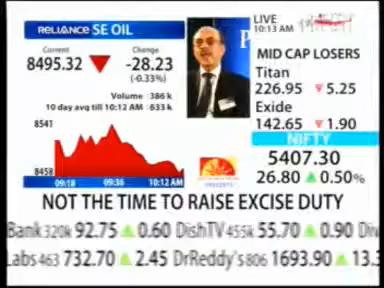 RELIANCE SE OIL
Current Change
8495.32 -28.23
(-0.33%)
Volume : 386 k
10 day avg till 10:12 AM : 633 k
8541
8458
09:18 09:36 10:12 AM
P
LIVE
10:13 AM
MID CAP LOSERS
Titan
226.95 5.25
Exide
142.65 1.90
NIFTY
5407.30
26.80 0.50%
NOT THE TIME TO RAISE EXCISE DUTY
Bank 320k 92.75 0.60 DishTV 455k 55.70 0.90 Div
Labs 463 732.70 2.45 DrReddy's 806 1693.90 13.3